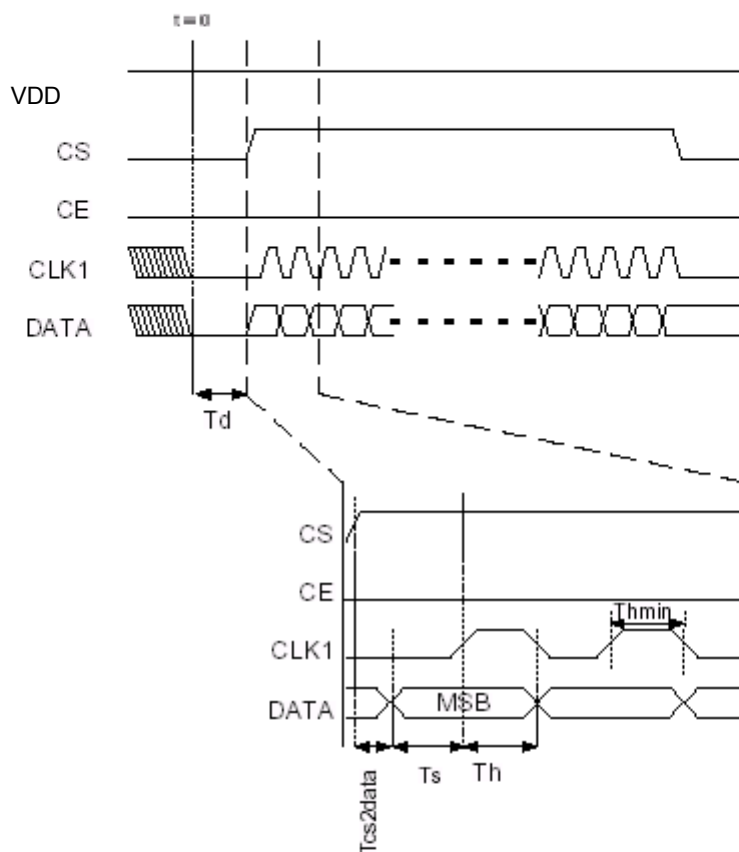 t=0
VDD
CS
CE
CLK1
DATA
Td
CS
CE
Thmin
CLK1
DATA
MSB
Tcs2data
Ts
Th